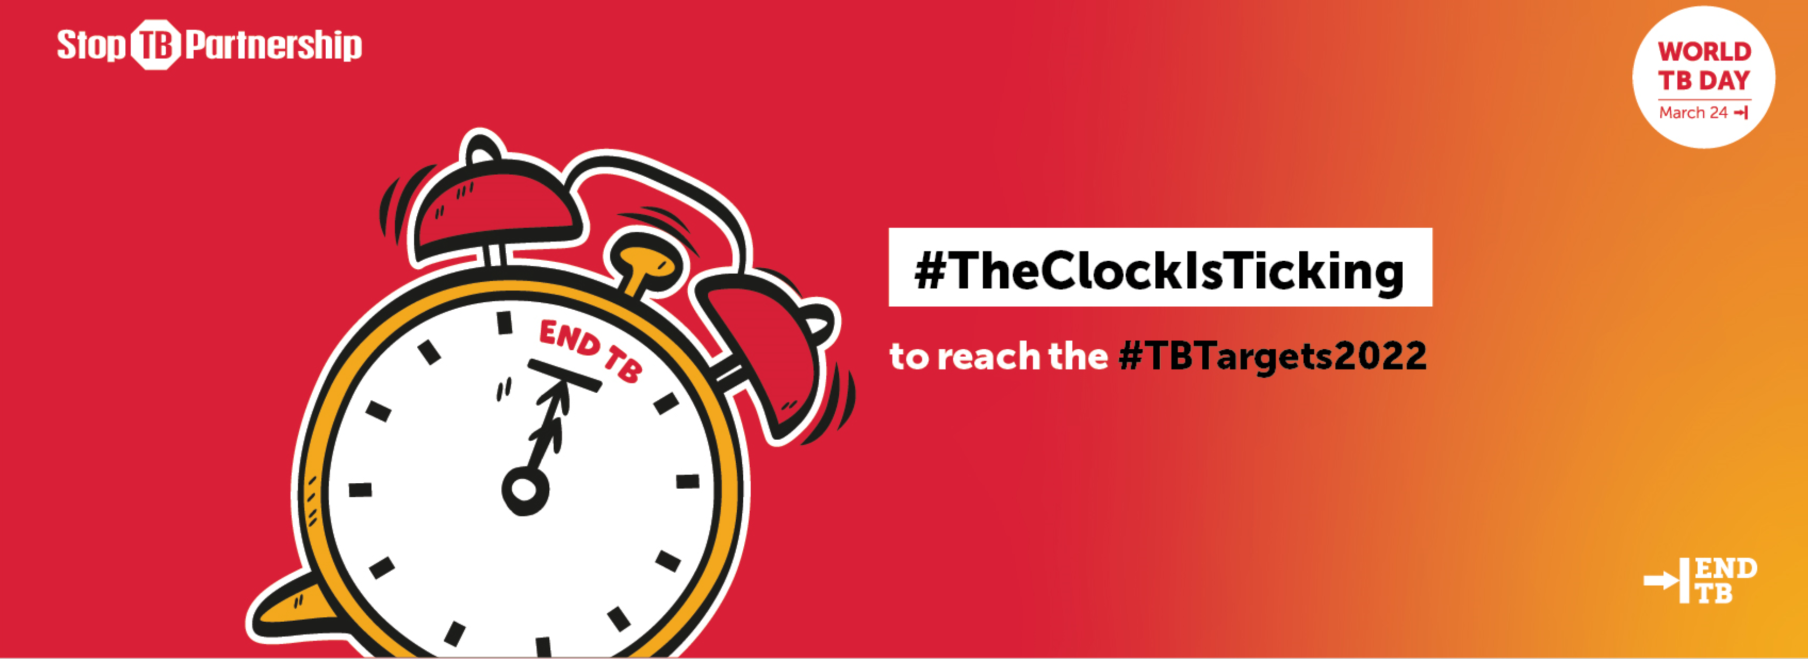 Stop TB Partnership
WORLD
TB DAY
March 24
END TB
#TheClockIsTicking
to reach the #TBTargets2022
END
TB